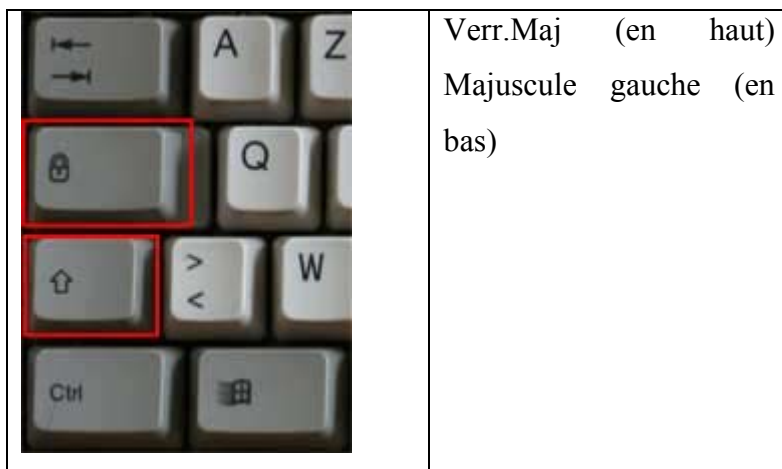 A Z
Q
>
<
W
Ctrl
Verr.Maj (en haut)
Majuscule gauche (en
bas)